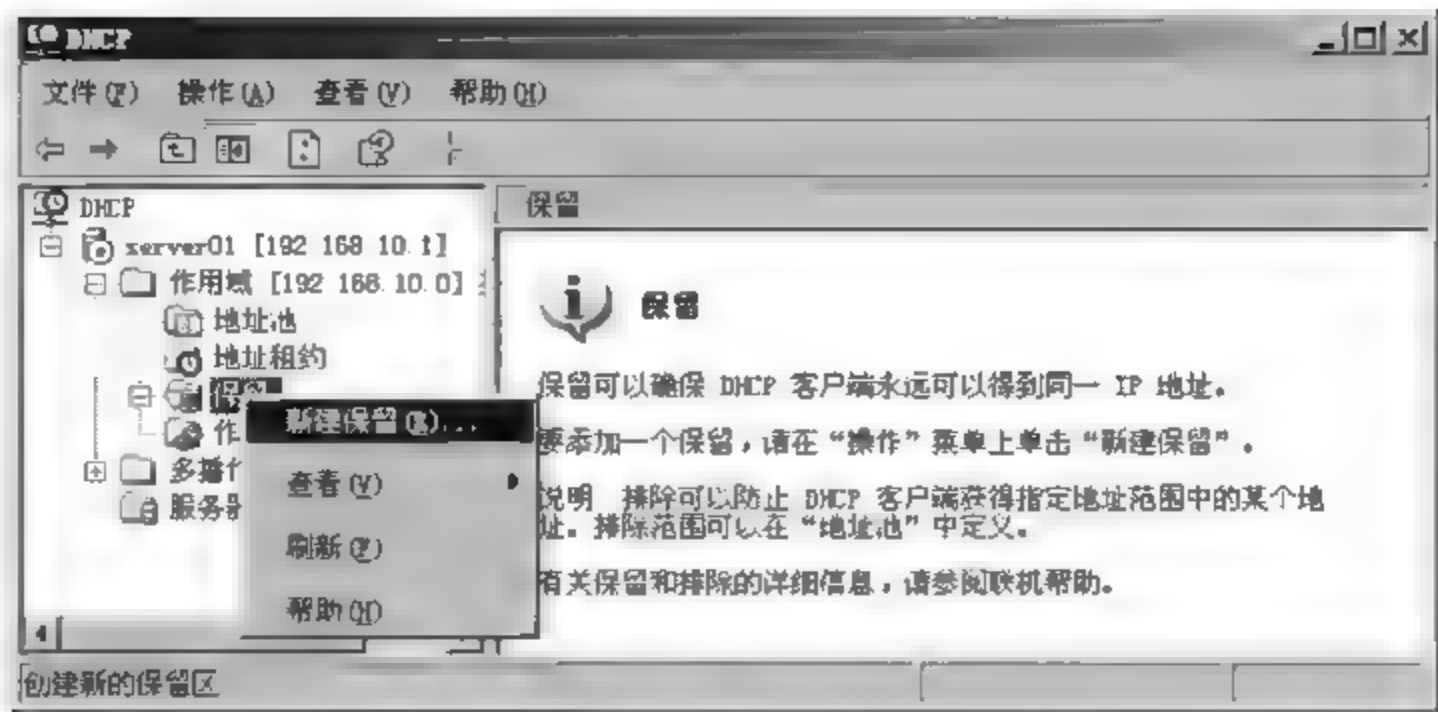 DHCP
文件(F) 操作(A) 查看(V) 帮助(H)
DHCP
server01 [192.168.10.1]
作用域 [192.168.10.0]
地址池
地址租约
保留
作
多播作
服务器
新建保留(R)...
查看(V)
刷新(F)
帮助(H)
保留
保留
保留可以确保 DHCP 客户端永远可以得到同一 IP 地址。
要添加一个保留，请在“操作”菜单上单击“新建保留”。
说明 排除可以防止 DHCP 客户端获得指定地址范围中的某个地
址。排除范围可以在“地址池”中定义。
有关保留和排除的详细信息，请参阅联机帮助。
创建新的保留区